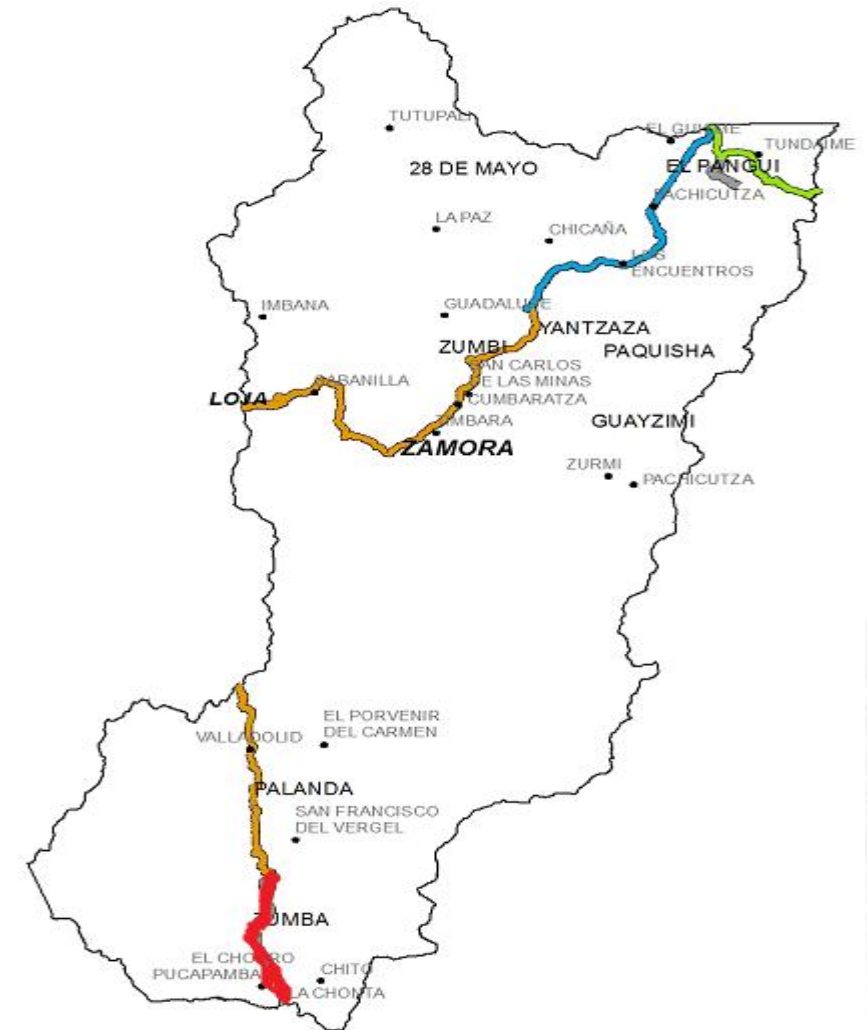 TUTUPALI
EL GUISME
TUNDAIME
28 DE MAYO
EL PANGUI
PACHICUTZA
LA PAZ
CHICAÑA
LOS
ENCUENTROS
IMBANA
GUADALUPE
YANTZAZA
ZUMBI
PAQUISHA
SAN CARLOS
DE LAS MINAS
SABANILLA
LOJA
CUMBARATZA
GUAYZIMI
TIMBARA
ZAMORA
ZURMI
PACHICUTZA
EL PORVENIR
DEL CARMEN
VALLADOLID
PALANDA
SAN FRANCISCO
DEL VERGEL
ZUMBA
EL CHORRO
PUCAPAMBA
CHITO
LA CHONTA